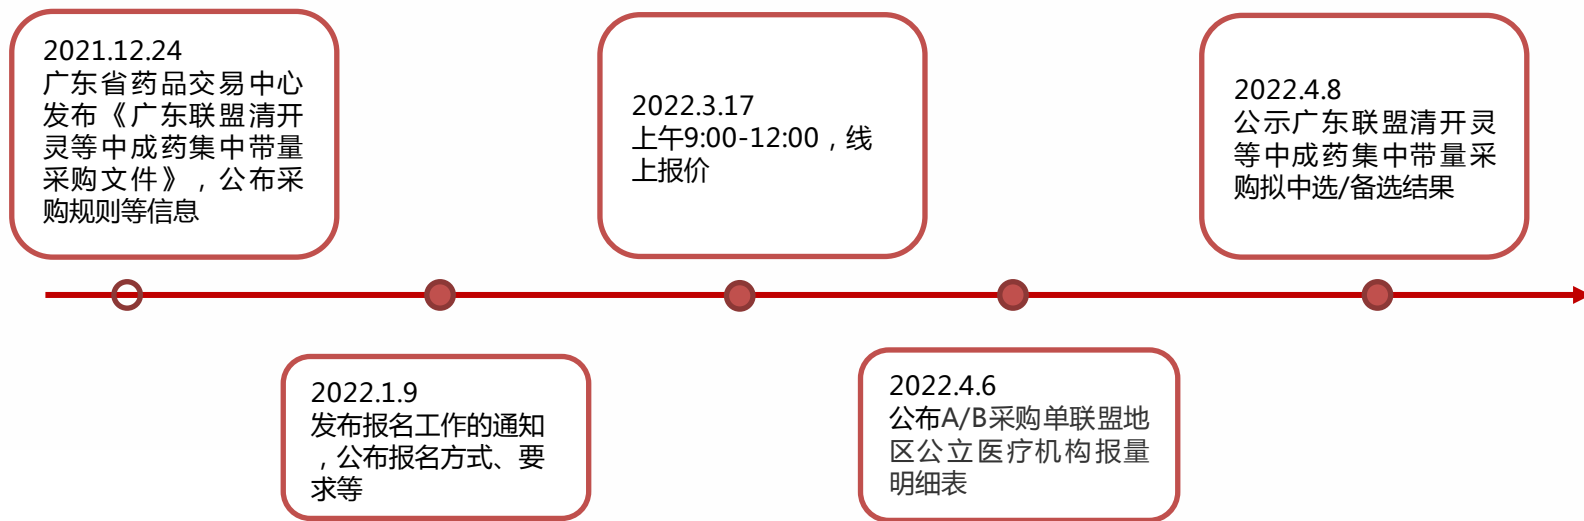 2021.12.24
广东省药品交易中心
发布《广东联盟清开
灵等中成药集中带量
采购文件》，公布采
购规则等信息
2022.1.9
发布报名工作的通知
，公布报名方式、要
求等
2022.3.17
上午9:00-12:00，线
上报价
2022.4.6
公布A/B采购单联盟地
区公立医疗机构报量
明细表
2022.4.8
公示广东联盟清开灵
等中成药集中带量采
购拟中选/备选结果